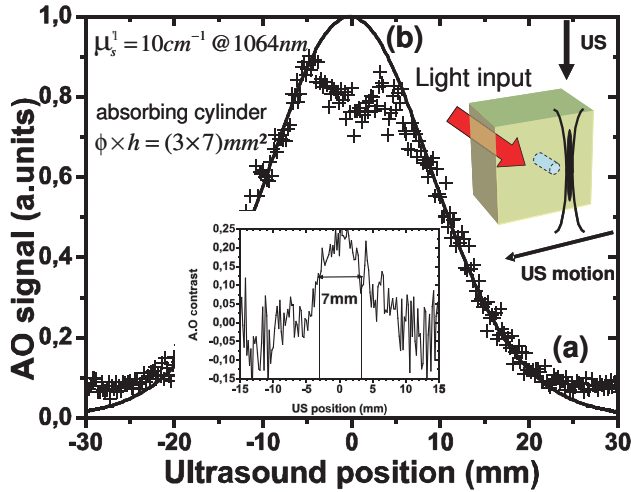 AO signal (a.units)
1,0
0,8
0,6
0,4
0,2
0,0
μ_s^1 = 10cm⁻¹ @ 1064nm
absorbing cylinder
ϕ × h = (3×7)mm²
(b)
US
Light input
US motion
(a)
A.O contrast
0,25
0,20
0,15
0,10
0,05
0,00
-0,05
-0,10
0,15
7mm
-15 -10 -5 0 5 10 15
US position (mm)
-30 -20 -10 0 10 20 30
Ultrasound position (mm)